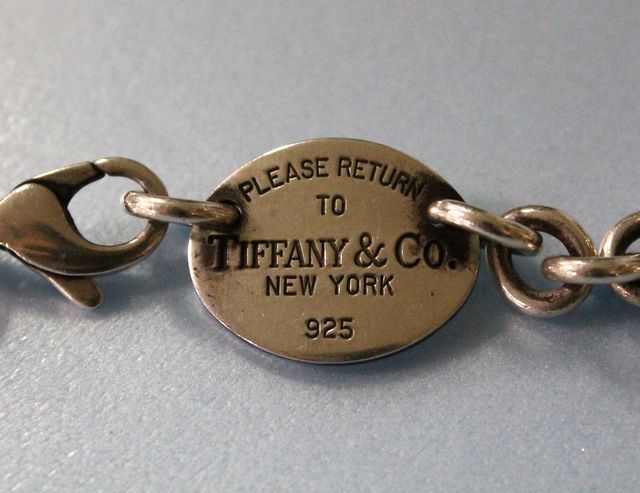 PLEASE RETURN
TO
TIFFANY & CO.
NEW YORK
925